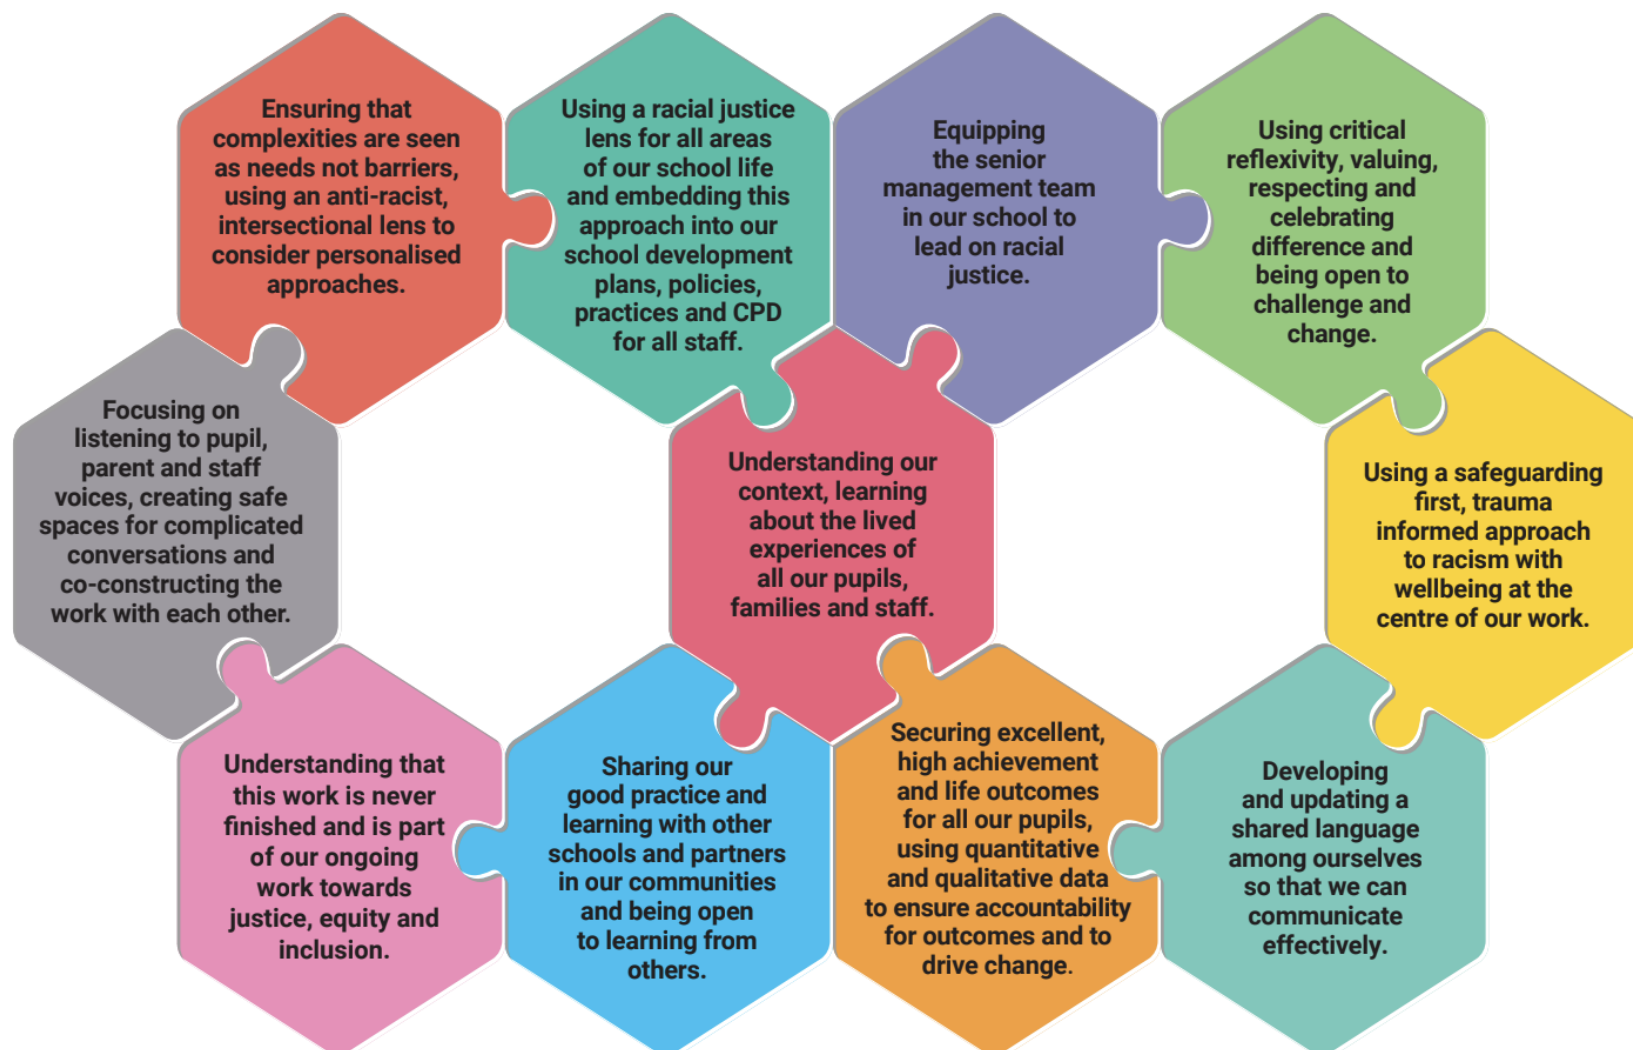 Ensuring that
complexities are seen
as needs not barriers,
using an anti-racist,
intersectional lens to
consider personalised
approaches.
Using a racial justice
lens for all areas
of our school life
and embedding this
approach into our
school development
plans, policies,
practices and CPD
for all staff.
Equipping
the senior
management team
in our school to
lead on racial
justice.
Using critical
reflexivity, valuing,
respecting and
celebrating
difference and
being open to
challenge and
change.
Focusing on
listening to pupil,
parent and staff
voices, creating safe
spaces for complicated
conversations and
co-constructing the
work with each other.
Understanding our
context, learning
about the lived
experiences of
all our pupils,
families and staff.
Using a safeguarding
first, trauma
informed approach
to racism with
wellbeing at the
centre of our work.
Understanding that
this work is never
finished and is part
of our ongoing
work towards
justice, equity and
inclusion.
Sharing our
good practice and
learning with other
schools and partners
in our communities
and being open
to learning from
others.
Securing excellent,
high achievement
and life outcomes
for all our pupils,
using quantitative
and qualitative data
to ensure accountability
for outcomes and to
drive change.
Developing
and updating a
shared language
among ourselves
so that we can
communicate
effectively.